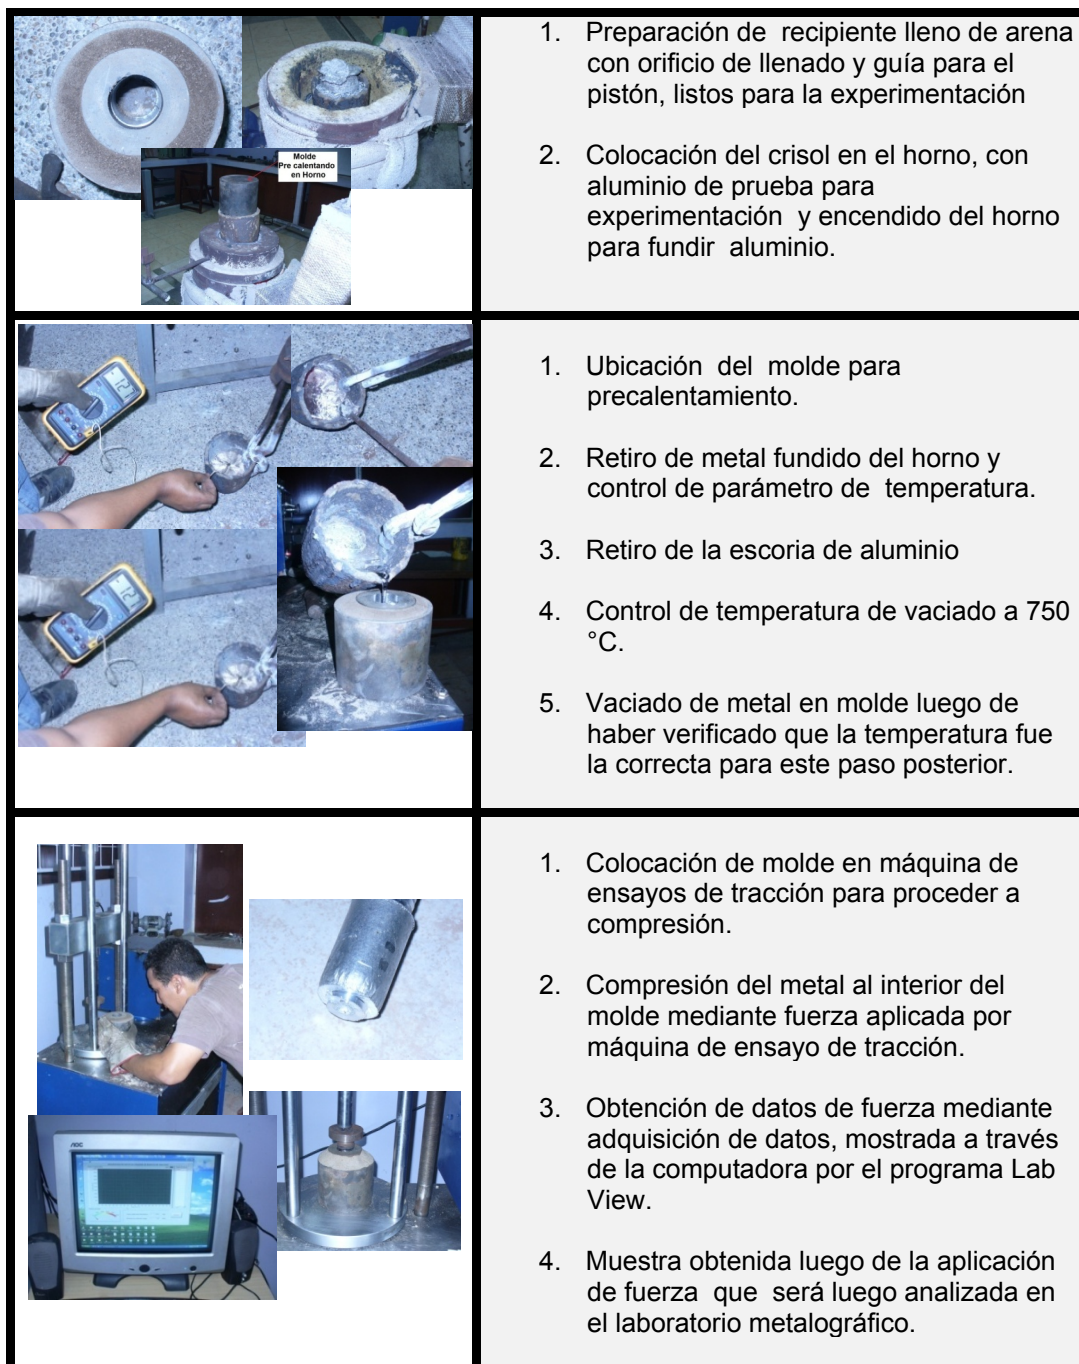 Molde
Pre calentando
en Horno
1. Preparación de recipiente lleno de arena
con orificio de llenado y guía para el
pistón, listos para la experimentación
2. Colocación del crisol en el horno, con
aluminio de prueba para
experimentación y encendido del horno
para fundir aluminio.
1. Ubicación del molde para
precalentamiento.
2. Retiro de metal fundido del horno y
control de parámetro de temperatura.
3. Retiro de la escoria de aluminio
4. Control de temperatura de vaciado a 750
°C.
5. Vaciado de metal en molde luego de
haber verificado que la temperatura fue
la correcta para este paso posterior.
1. Colocación de molde en máquina de
ensayos de tracción para proceder a
compresión.
2. Compresión del metal al interior del
molde mediante fuerza aplicada por
máquina de ensayo de tracción.
3. Obtención de datos de fuerza mediante
adquisición de datos, mostrada a través
de la computadora por el programa Lab
View.
4. Muestra obtenida luego de la aplicación
de fuerza que será luego analizada en
el laboratorio metalográfico.
AOC